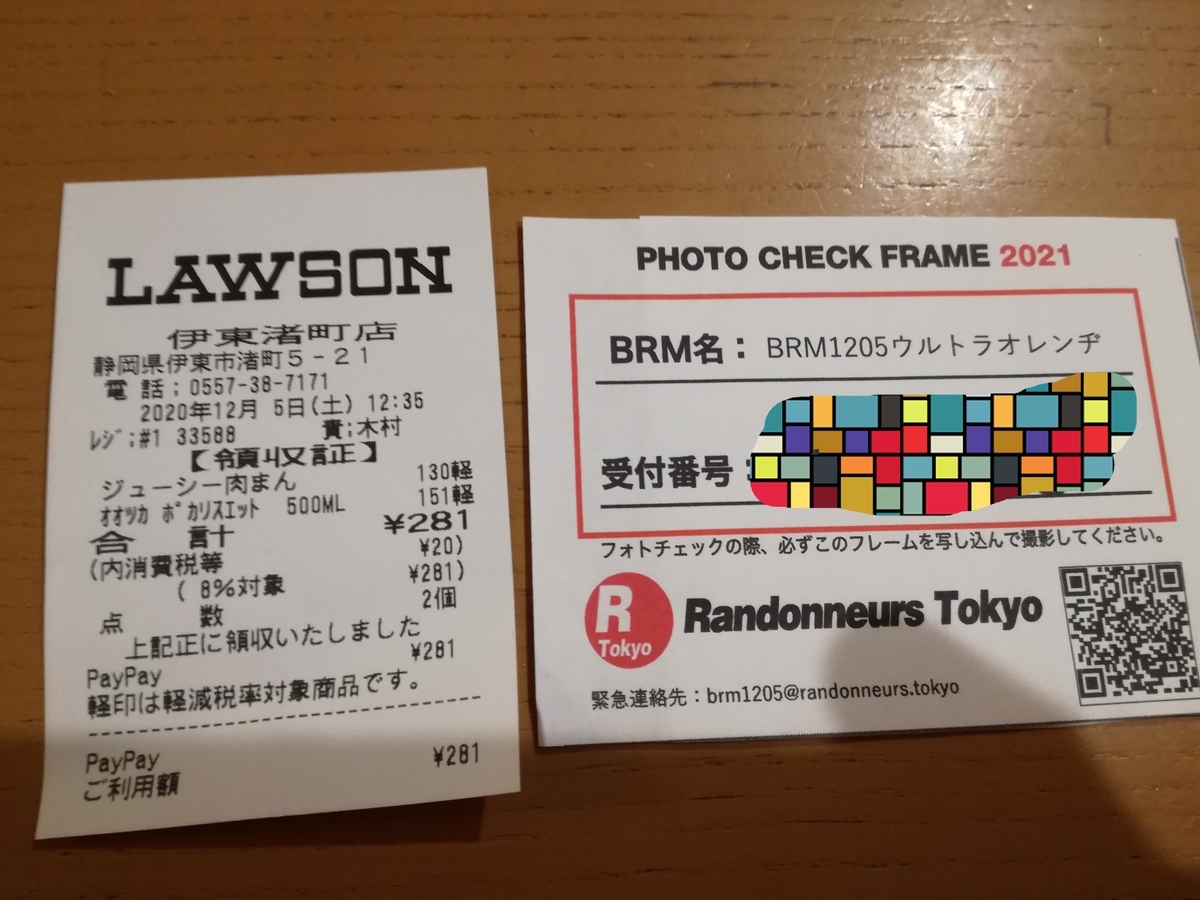 LAWSON
伊東渚町店
静岡県伊東市渚町5-21
電話;0557-38-7171
2020年12月 5日(土) 12:35
レジ;#1 33588 責;木村
【領収証】
ジューシー肉まん 130軽
オオツカ ポカリスエット 500ML 151軽
合 計 ¥281
(内消費税等 ¥20)
( 8%対象 ¥281)
点 数 2個
上記正に領収いたしました
PayPay ¥281
軽印は軽減税率対象商品です。
PayPay ¥281
ご利用額
PHOTO CHECK FRAME 2021
BRM名： BRM1205ウルトラオレンヂ
受付番号：
フォトチェックの際、必ずこのフレームを写し込んで撮影してください。
R
Tokyo
Randonneurs Tokyo
緊急連絡先：brm1205@randonneurs.tokyo